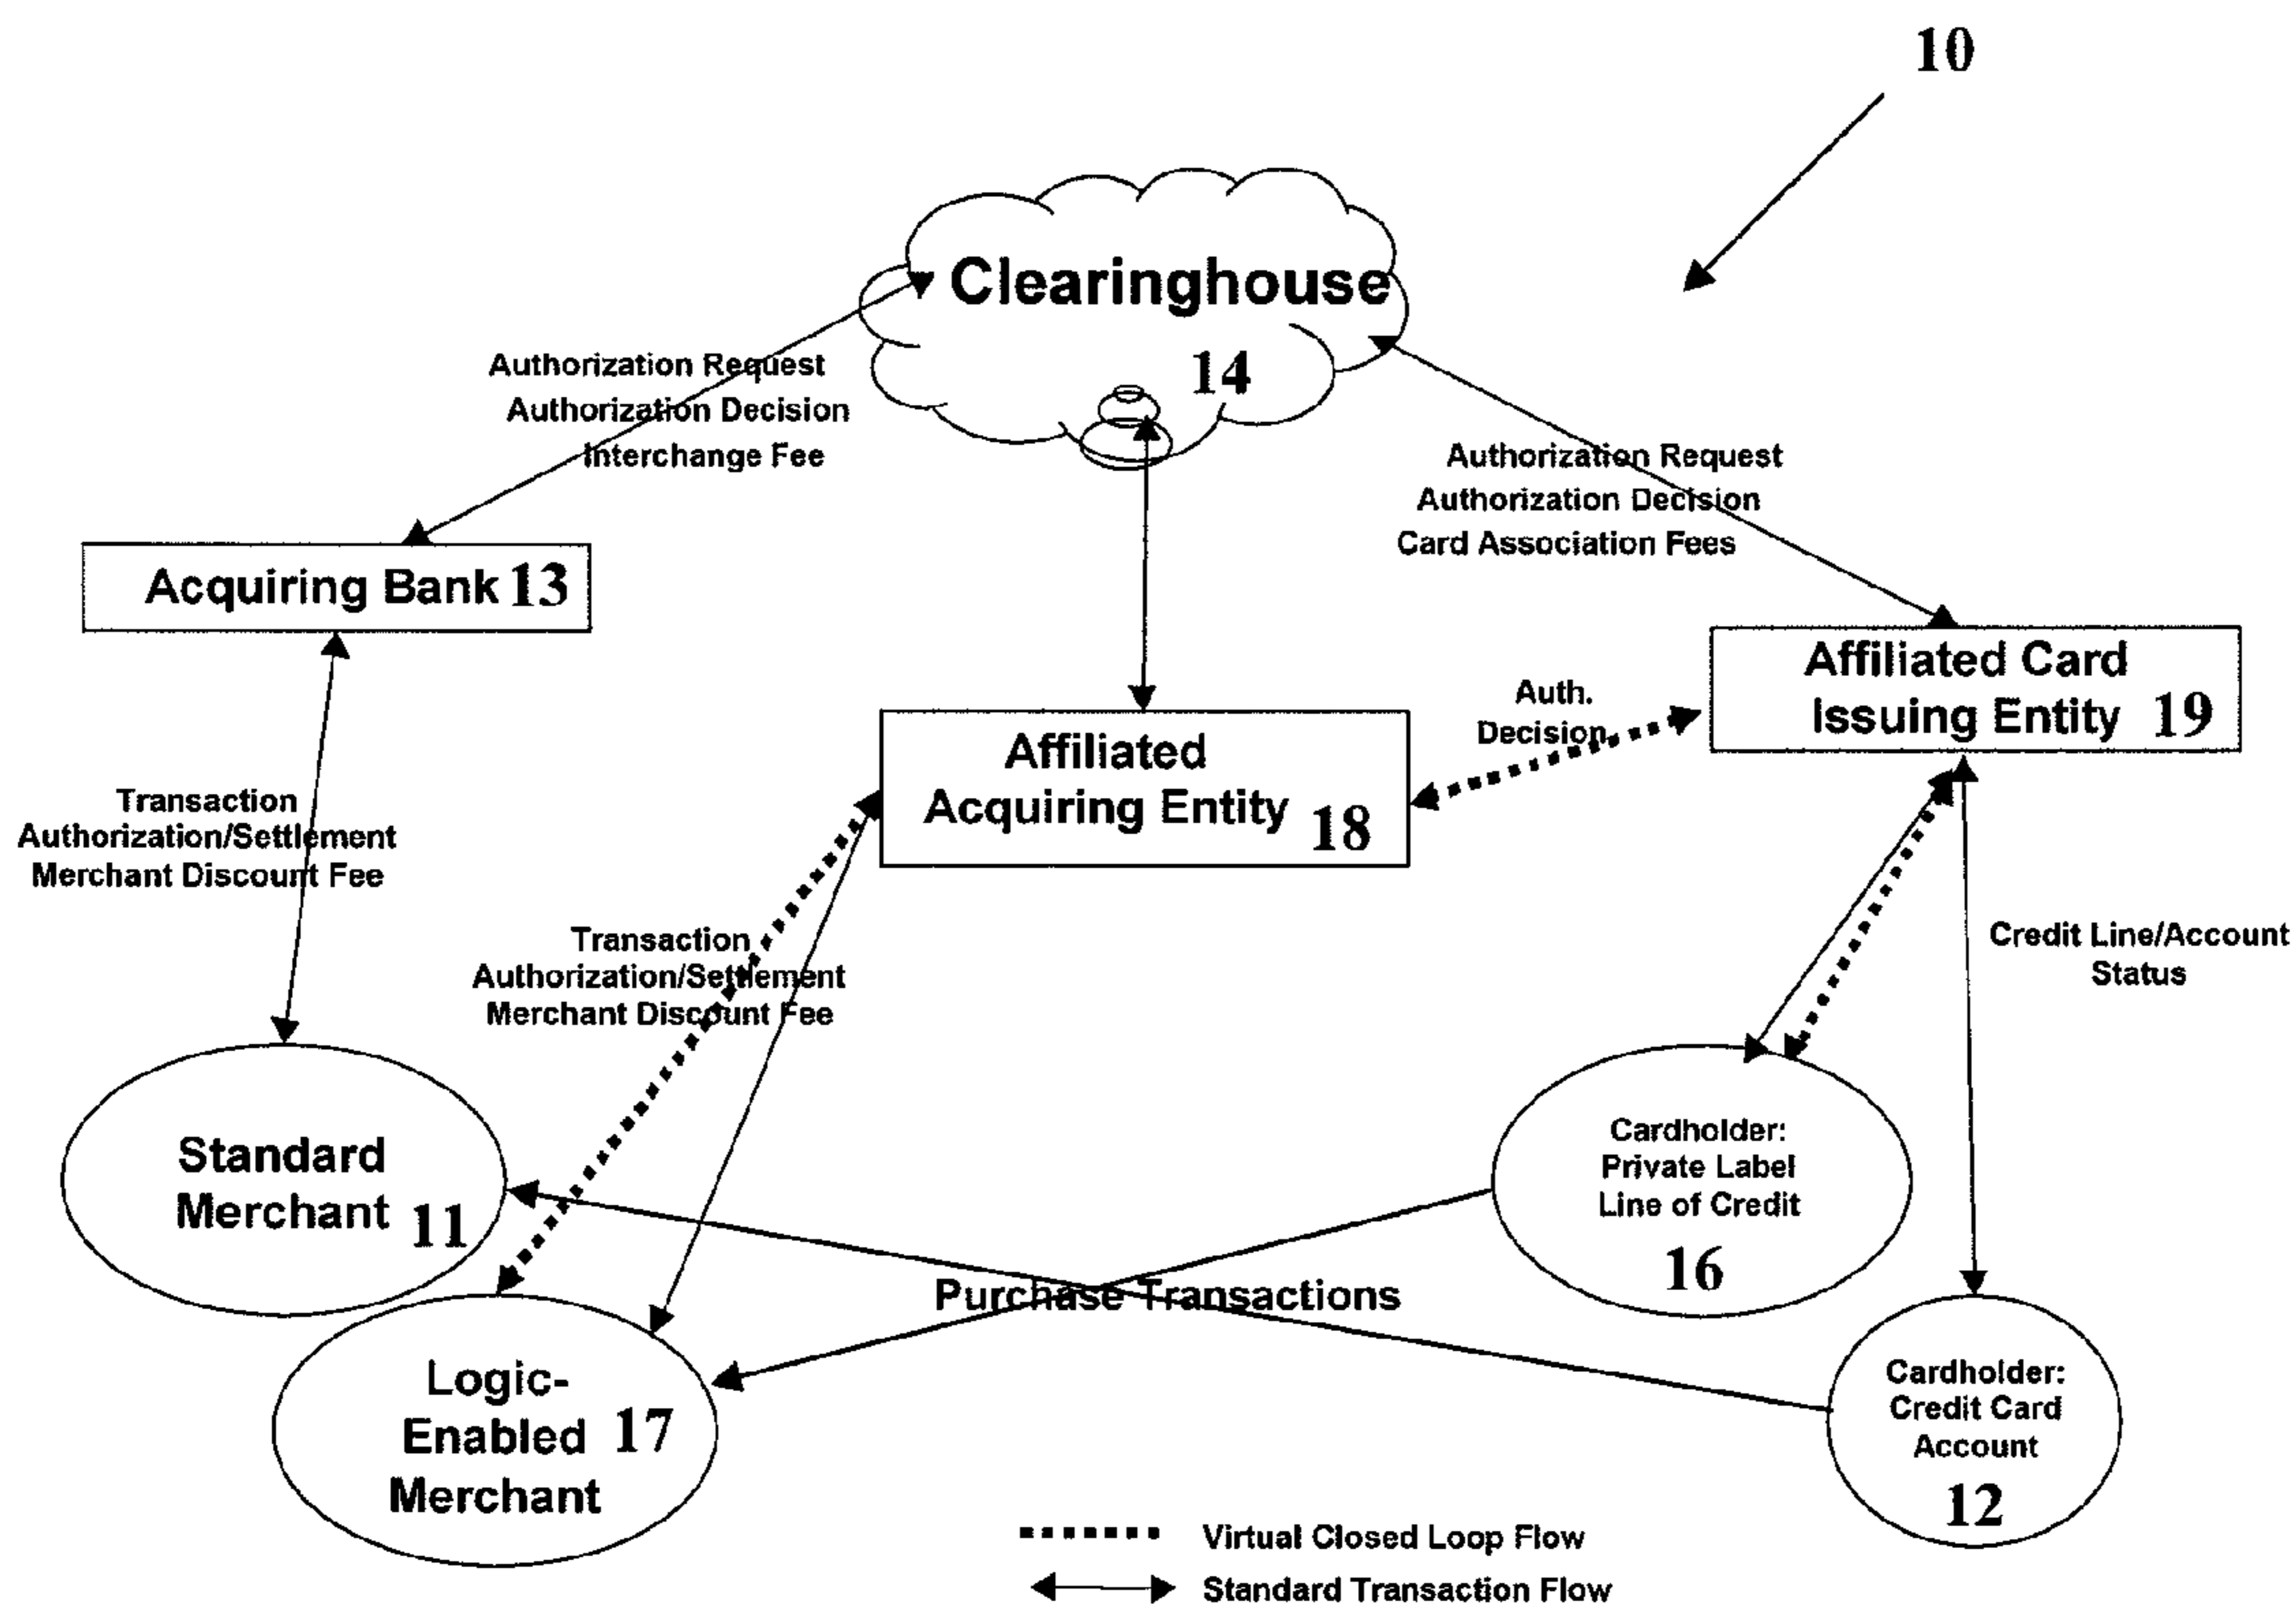 10
Clearinghouse
14
Authorization Request
Authorization Decision
Interchange Fee
Authorization Request
Authorization Decision
Card Association Fees
Acquiring Bank 13
Affiliated Card
Issuing Entity 19
Auth.
Decision
Affiliated
Acquiring Entity 18
Transaction
Authorization/Settlement
Merchant Discount Fee
Transaction
Authorization/Settlement
Merchant Discount Fee
Credit Line/Account
Status
Standard
Merchant 11
Cardholder:
Private Label
Line of Credit
16
Purchase Transactions
Logic-
Enabled 17
Merchant
Cardholder:
Credit Card
Account
12
Virtual Closed Loop Flow
Standard Transaction Flow